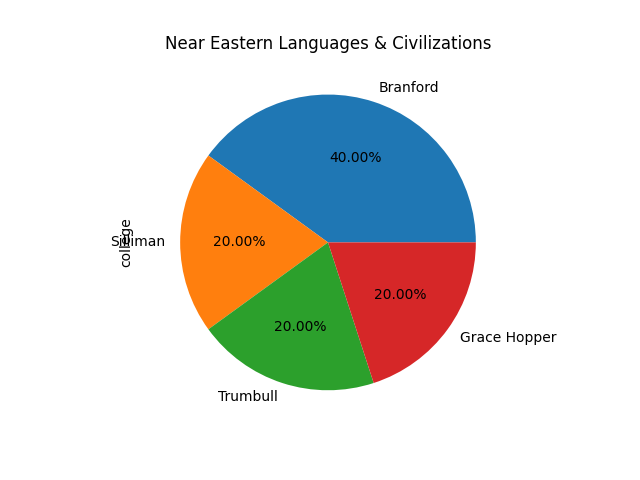 Near Eastern Languages & Civilizations
Branford
40.00%
Silliman
20.00%
college
20.00%
Grace Hopper
20.00%
Trumbull